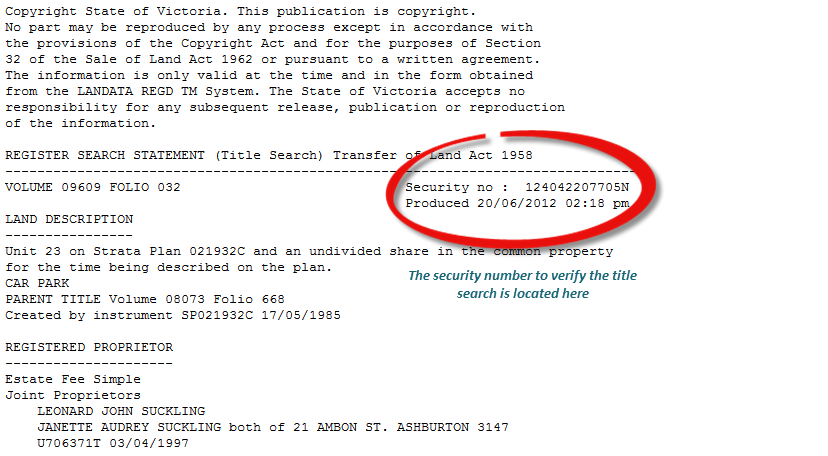 Copyright State of Victoria. This publication is copyright.
No part may be reproduced by any process except in accordance with
the provisions of the Copyright Act and for the purposes of Section
32 of the Sale of Land Act 1962 or pursuant to a written agreement.
The information is only valid at the time and in the form obtained
from the LANDATA REGD TM System. The State of Victoria accepts no
responsibility for any subsequent release, publication or reproduction
of the information.
REGISTER SEARCH STATEMENT (Title Search) Transfer of Land Act 1958
--------------------------------------------------------------------------------
VOLUME 09609 FOLIO 032 Security no : 124042207705N
Produced 20/06/2012 02:18 pm
LAND DESCRIPTION
----------------
Unit 23 on Strata Plan 021932C and an undivided share in the common property
for the time being described on the plan.
The security number to verify the title
search is located here
CAR PARK
PARENT TITLE Volume 08073 Folio 668
Created by instrument SP021932C 17/05/1985
REGISTERED PROPRIETOR
---------------------
Estate Fee Simple
Joint Proprietors
LEONARD JOHN SUCKLING
JANETTE AUDREY SUCKLING both of 21 AMBON ST. ASHBURTON 3147
U706371T 03/04/1997